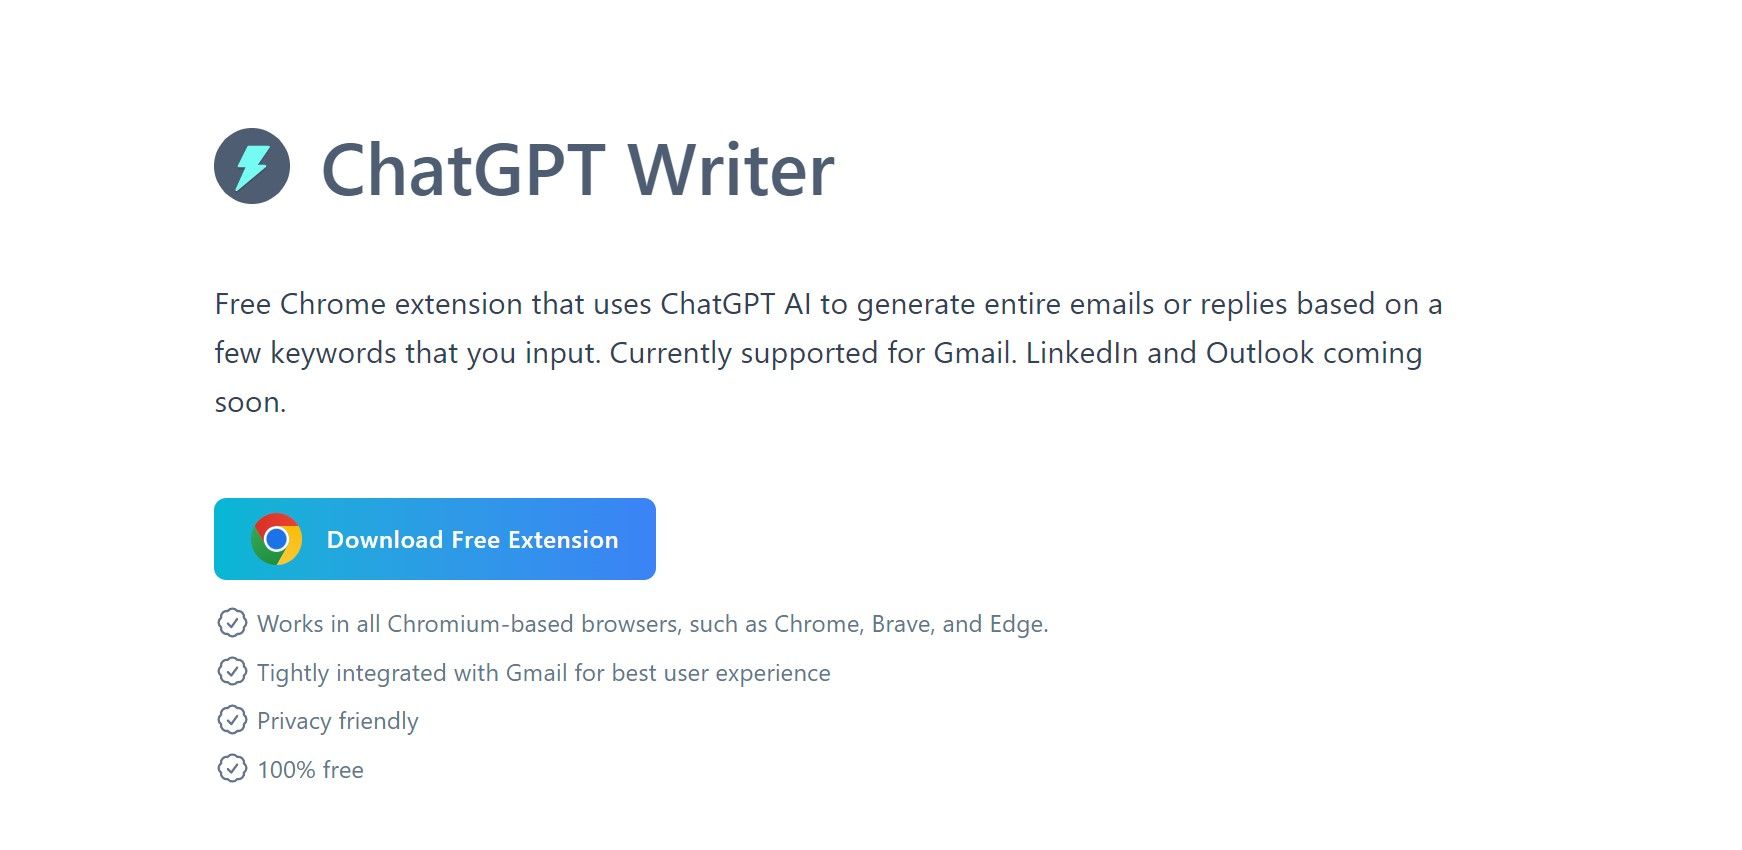 ChatGPT Writer
Free Chrome extension that uses ChatGPT AI to generate entire emails or replies based on a
few keywords that you input. Currently supported for Gmail. LinkedIn and Outlook coming
soon.
Download Free Extension
Works in all Chromium-based browsers, such as Chrome, Brave, and Edge.
Tightly integrated with Gmail for best user experience
Privacy friendly
100% free